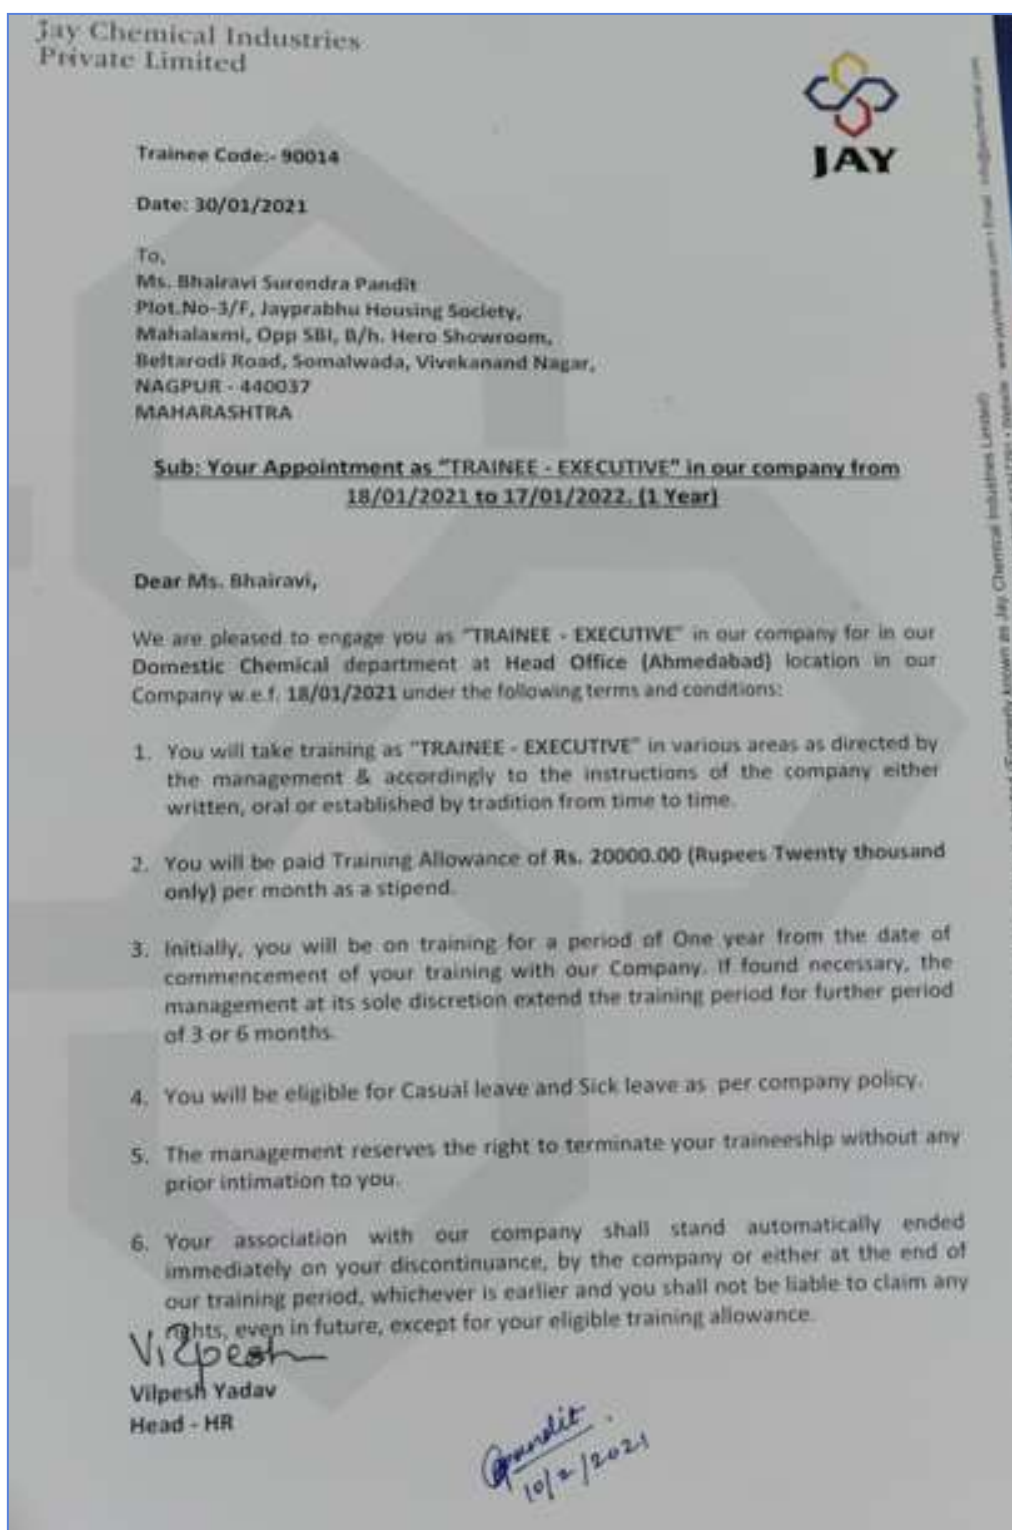 Jay Chemical Industries
Private Limited
JAY
Trainee Code:- 90014
Date: 30/01/2021
To,
Ms. Bhairavi Surendra Pandit
Plot.No-3/F, Jayprabhu Housing Society,
Mahalaxmi, Opp SBI, B/h. Hero Showroom,
Beltarodi Road, Somalwada, Vivekanand Nagar,
NAGPUR - 440037
MAHARASHTRA
Sub: Your Appointment as "TRAINEE - EXECUTIVE" in our company from
18/01/2021 to 17/01/2022. (1 Year)
Dear Ms. Bhairavi,
We are pleased to engage you as "TRAINEE - EXECUTIVE" in our company for in our
Domestic Chemical department at Head Office (Ahmedabad) location in our
Company w.e.f. 18/01/2021 under the following terms and conditions:
1. You will take training as "TRAINEE - EXECUTIVE" in various areas as directed by
the management & accordingly to the instructions of the company either
written, oral or established by tradition from time to time.
2. You will be paid Training Allowance of Rs. 20000.00 (Rupees Twenty thousand
only) per month as a stipend.
3. Initially, you will be on training for a period of One year from the date of
commencement of your training with our Company. If found necessary, the
management at its sole discretion extend the training period for further period
of 3 or 6 months.
4. You will be eligible for Casual leave and Sick leave as per company policy.
5. The management reserves the right to terminate your traineeship without any
prior intimation to you.
6. Your association with our company shall stand automatically ended
immediately on your discontinuance, by the company or either at the end of
our training period, whichever is earlier and you shall not be liable to claim any
rights, even in future, except for your eligible training allowance.
Vilpesh
Vilpesh Yadav
Head - HR
Pandit
10/2/2021
(Formerly known as Jay Chemical Industries Limited)